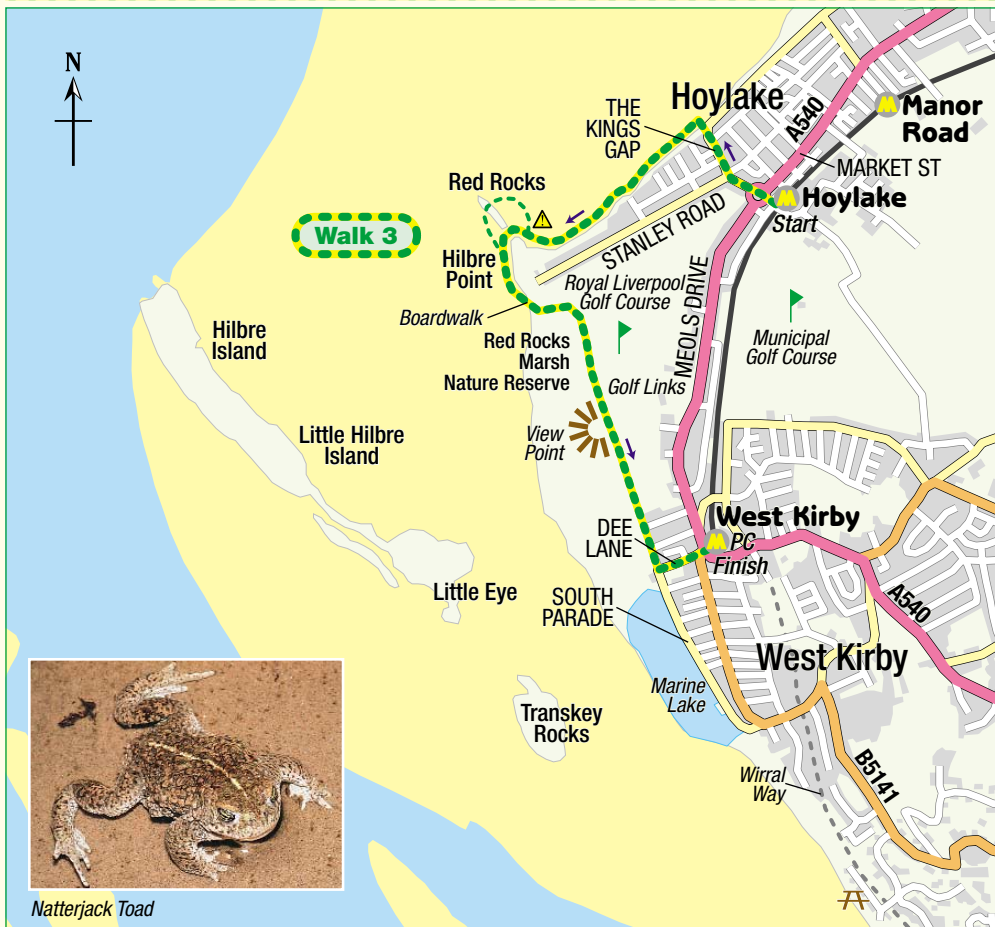 N
Walk 3
Hoylake
THE
KINGS
GAP
A540
Manor
Road
MARKET ST
Hoylake
Start
Red Rocks
STANLEY ROAD
Hilbre
Point
Royal Liverpool
Golf Course
MEOLS DRIVE
Boardwalk
Municipal
Golf Course
Hilbre
Island
Red Rocks
Marsh
Nature Reserve
Golf Links
View
Point
Little Hilbre
Island
West Kirby
PC
Finish
DEE
LANE
Little Eye
SOUTH
PARADE
A540
West Kirby
Marine
Lake
Transkey
Rocks
Wirral
Way
B5141
Natterjack Toad